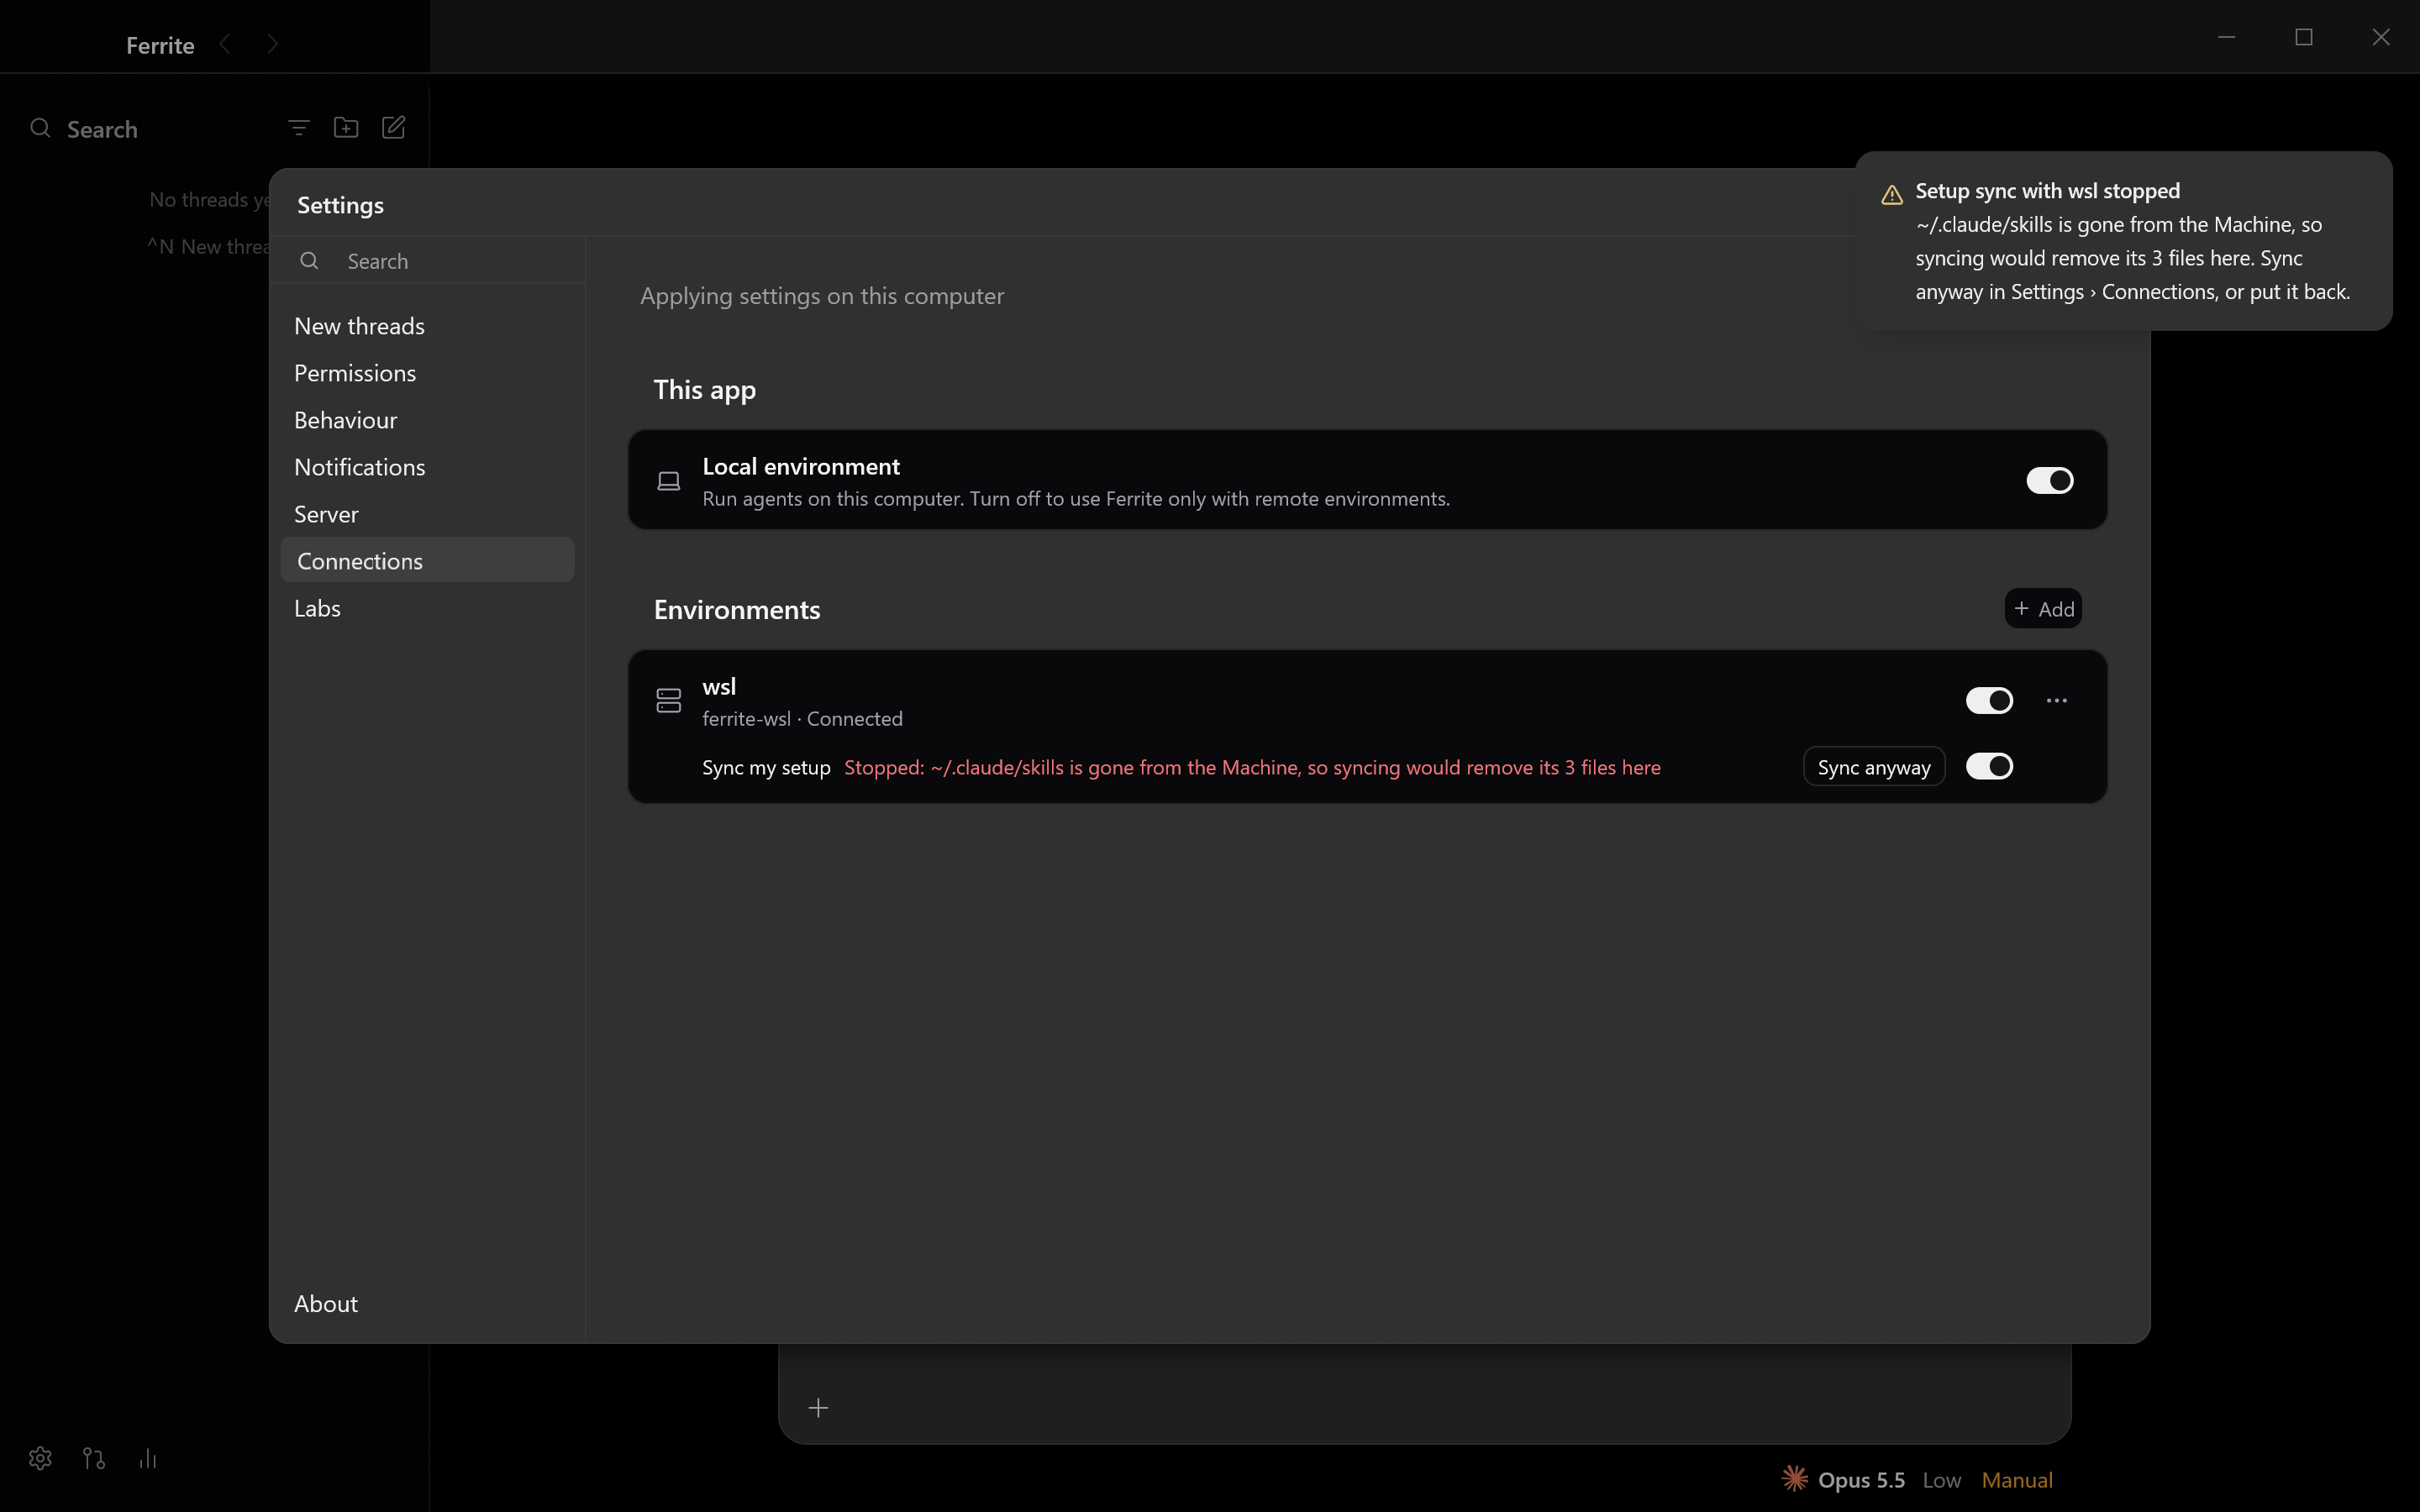 Ferrite
Search
No threads ye
^N New threa
Settings
Search
New threads
Permissions
Behaviour
Notifications
Server
Connections
Labs
About
Applying settings on this computer
This app
Local environment
Run agents on this computer. Turn off to use Ferrite only with remote environments.
Environments
+ Add
wsl
ferrite-wsl · Connected
Sync my setup Stopped: ~/.claude/skills is gone from the Machine, so syncing would remove its 3 files here
Sync anyway
Setup sync with wsl stopped
~/.claude/skills is gone from the Machine, so
syncing would remove its 3 files here. Sync
anyway in Settings › Connections, or put it back.
Opus 5.5 Low Manual